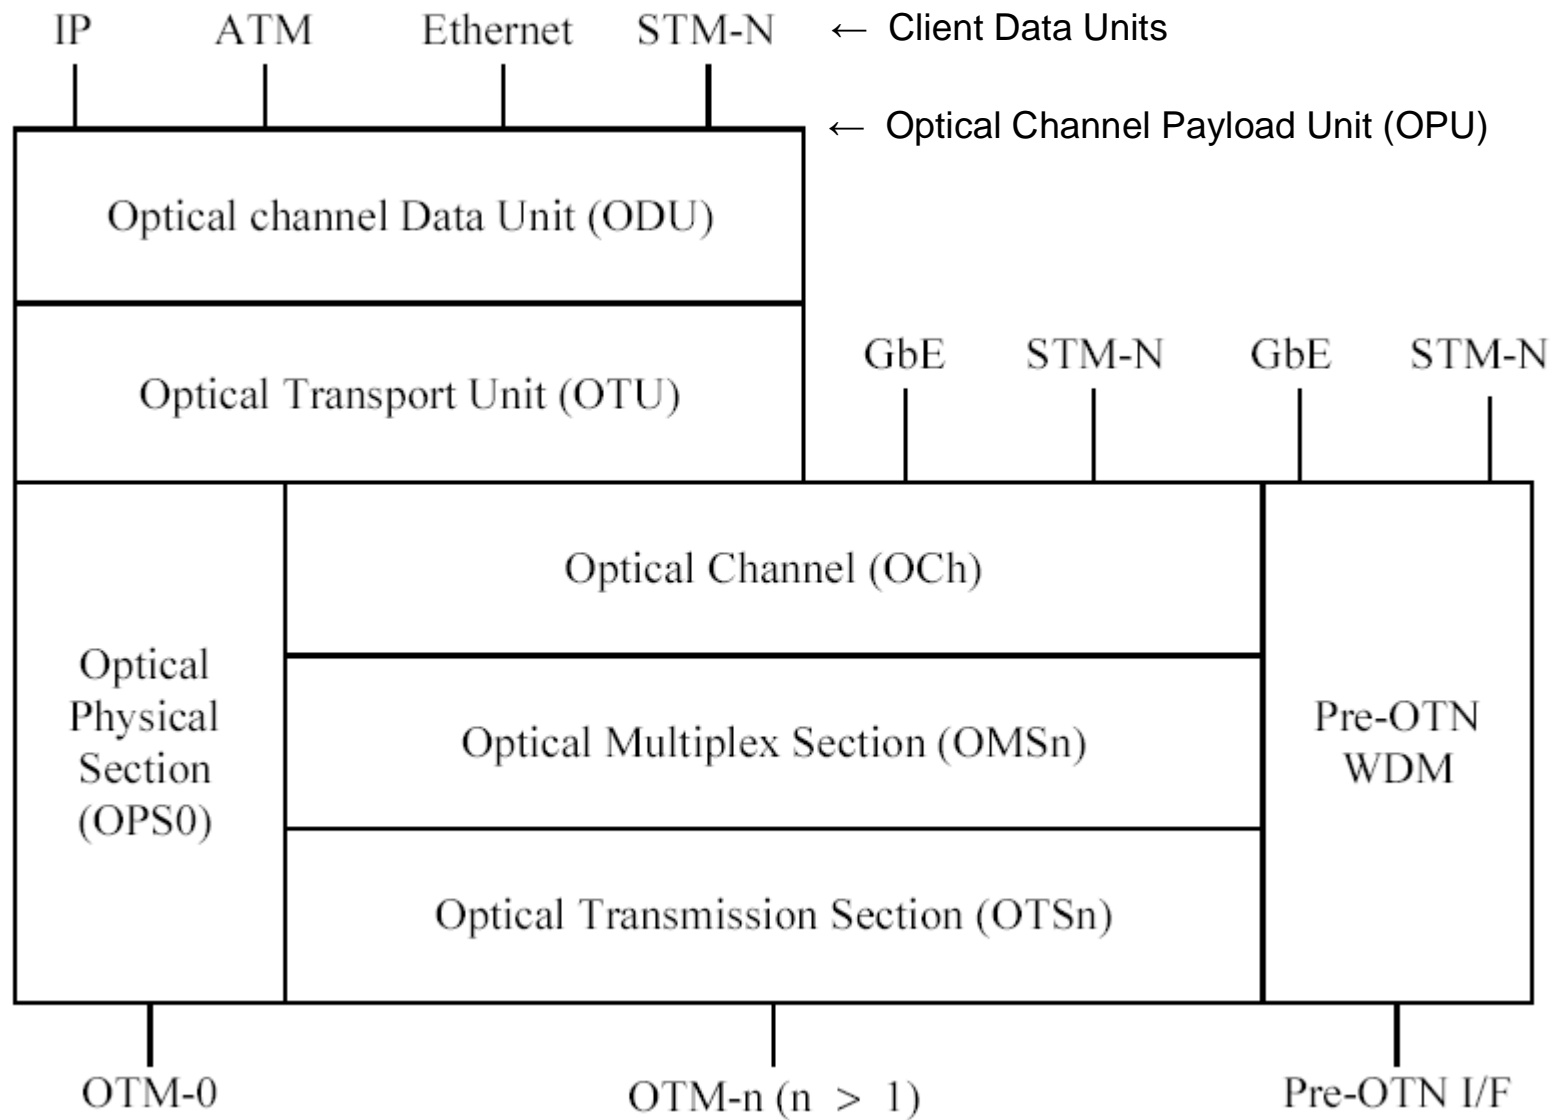 IP ATM Ethernet STM-N ← Client Data Units
← Optical Channel Payload Unit (OPU)
Optical channel Data Unit (ODU)
Optical Transport Unit (OTU)
GbE STM-N GbE STM-N
Optical Channel (OCh)
Optical
Physical
Section
(OPS0)
Optical Multiplex Section (OMSn)
Optical Transmission Section (OTSn)
Pre-OTN
WDM
OTM-0 OTM-n (n > 1) Pre-OTN I/F